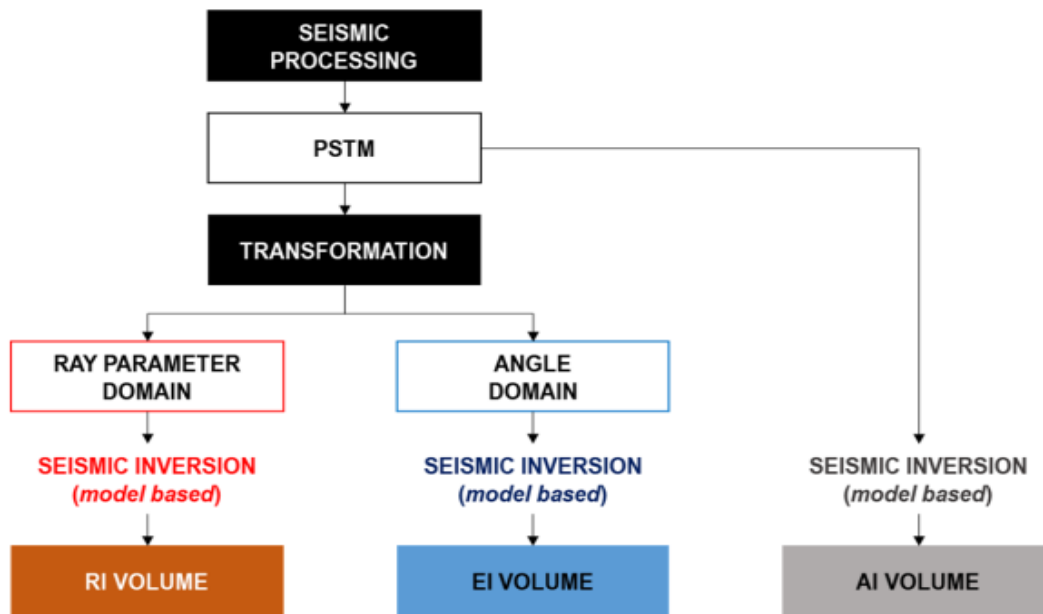 SEISMIC
PROCESSING
PSTM
TRANSFORMATION
RAY PARAMETER
DOMAIN
ANGLE
DOMAIN
SEISMIC INVERSION
(model based)
SEISMIC INVERSION
(model based)
SEISMIC INVERSION
(model based)
RI VOLUME
EI VOLUME
AI VOLUME